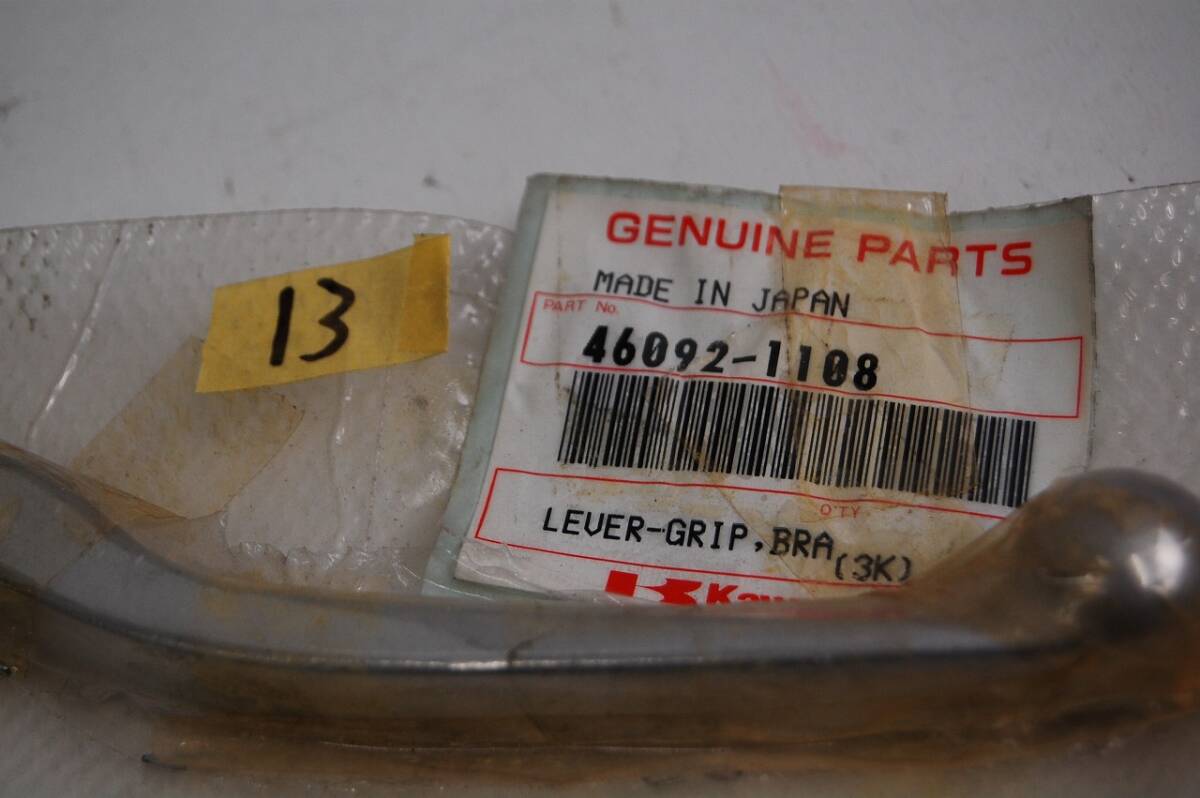 13
GENUINE PARTS
MADE IN JAPAN
PART No.
46092-1108
Q'TY
LEVER-GRIP,BRA(3K)